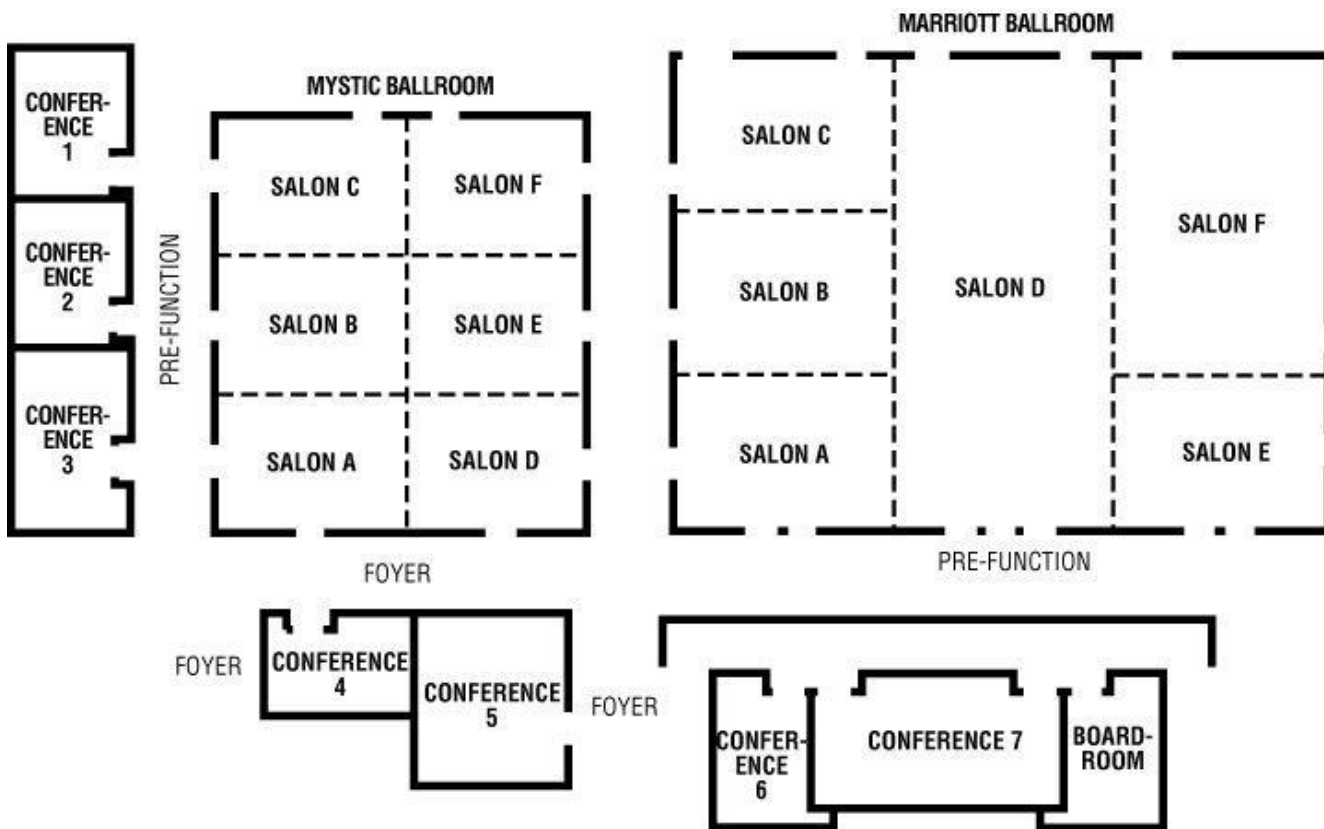 MARRIOTT BALLROOM
MYSTIC BALLROOM
CONFER-
ENCE
1
CONFER-
ENCE
2
CONFER-
ENCE
3
PRE-FUNCTION
SALON C
SALON F
SALON B
SALON E
SALON A
SALON D
SALON C
SALON B
SALON A
SALON D
SALON F
SALON E
FOYER
PRE-FUNCTION
FOYER
CONFERENCE
4
CONFERENCE
5
FOYER
CONFER-
ENCE
6
CONFERENCE 7
BOARD-
ROOM